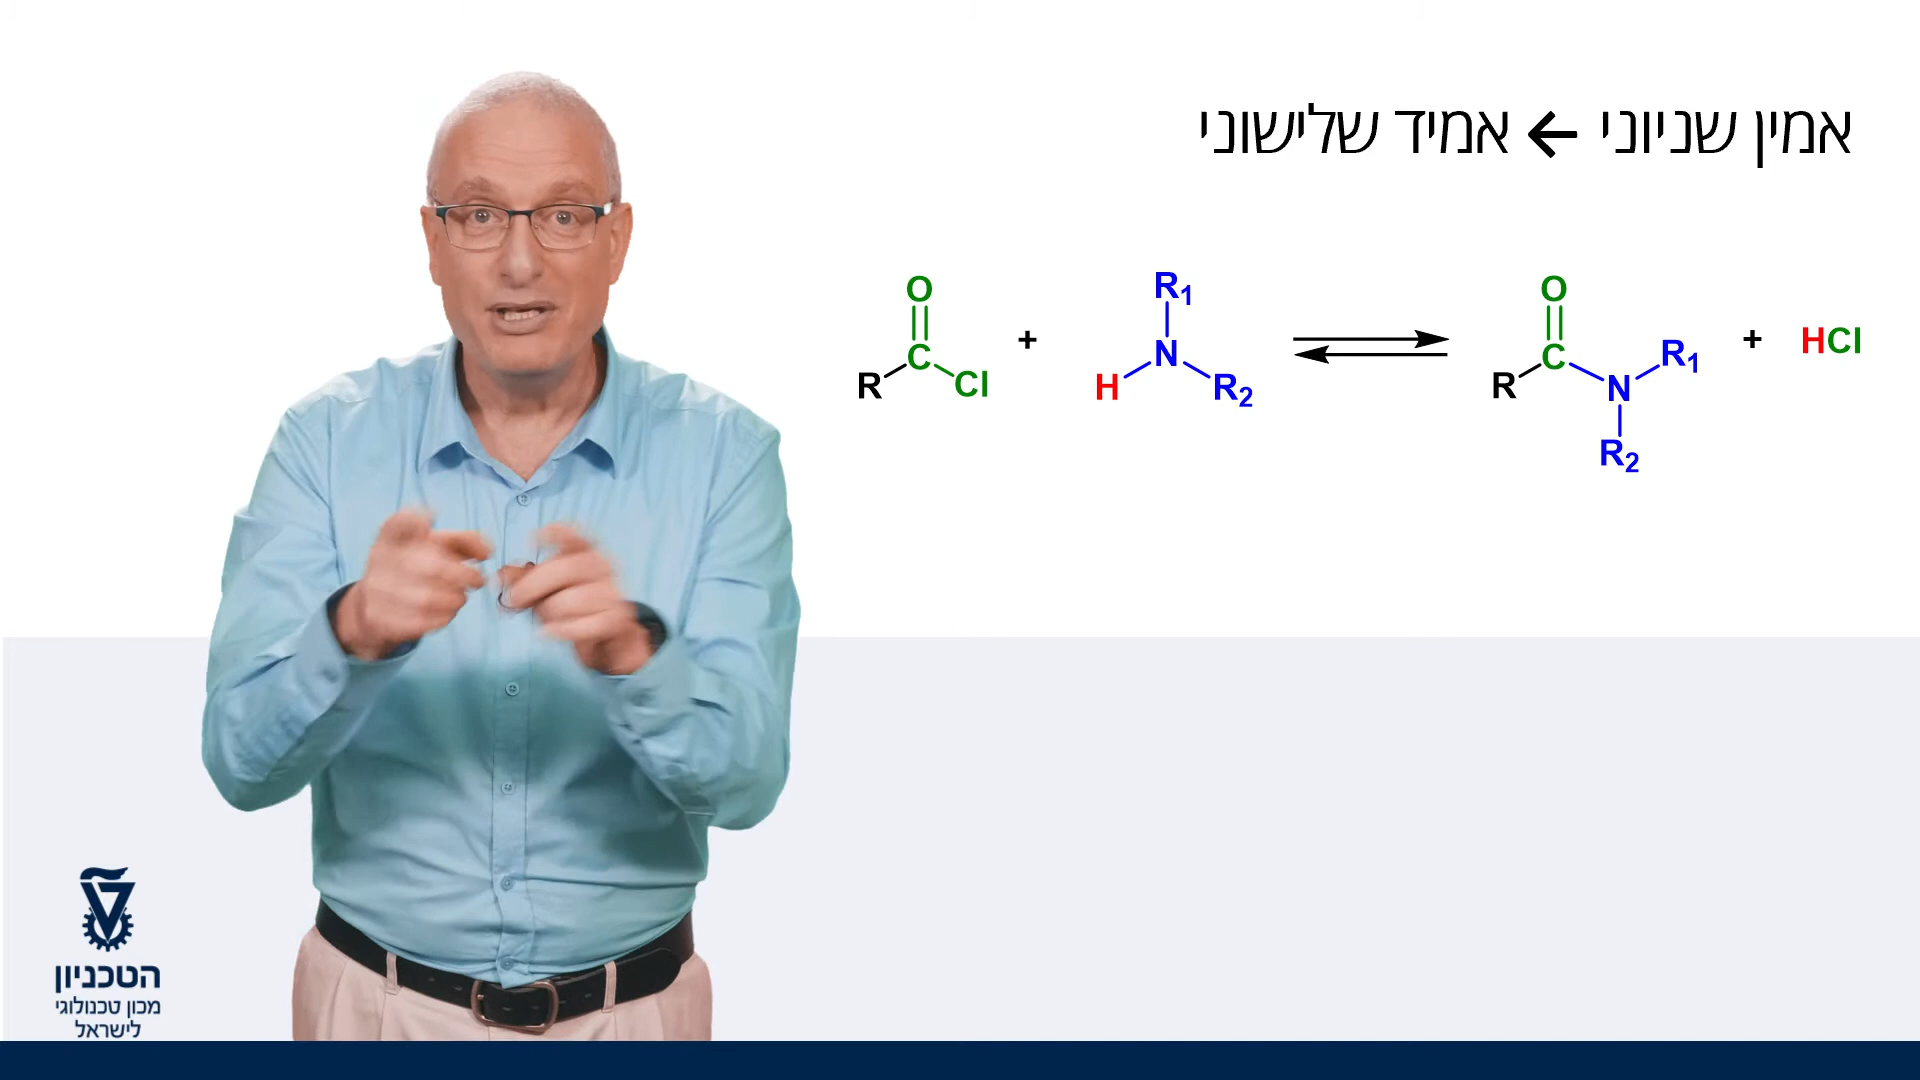 אמין שניוני ← אמיד שלישוני
O R1 O
R C Cl + H N R2 ⇌ R C N R1 + HCl
R2
הטכניון
מכון טכנולוגי
לישראל